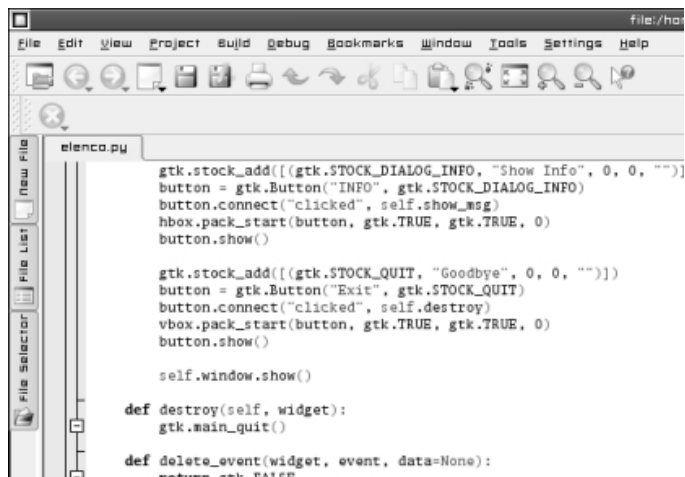 file:/ho
File Edit View Project Build Debug Bookmarks Window Tools Settings Help
New File
File List
File Selector
elenco.py
gtk.stock_add([(gtk.STOCK_DIALOG_INFO, "Show Info", 0, 0, "")]
button = gtk.Button("INFO", gtk.STOCK_DIALOG_INFO)
button.connect("clicked", self.show_msg)
hbox.pack_start(button, gtk.TRUE, gtk.TRUE, 0)
button.show()
gtk.stock_add([(gtk.STOCK_QUIT, "Goodbye", 0, 0, "")])
button = gtk.Button("Exit", gtk.STOCK_QUIT)
button.connect("clicked", self.destroy)
vbox.pack_start(button, gtk.TRUE, gtk.TRUE, 0)
button.show()
self.window.show()
def destroy(self, widget):
gtk.main_quit()
def delete_event(widget, event, data=None):
return gtk.FALSE